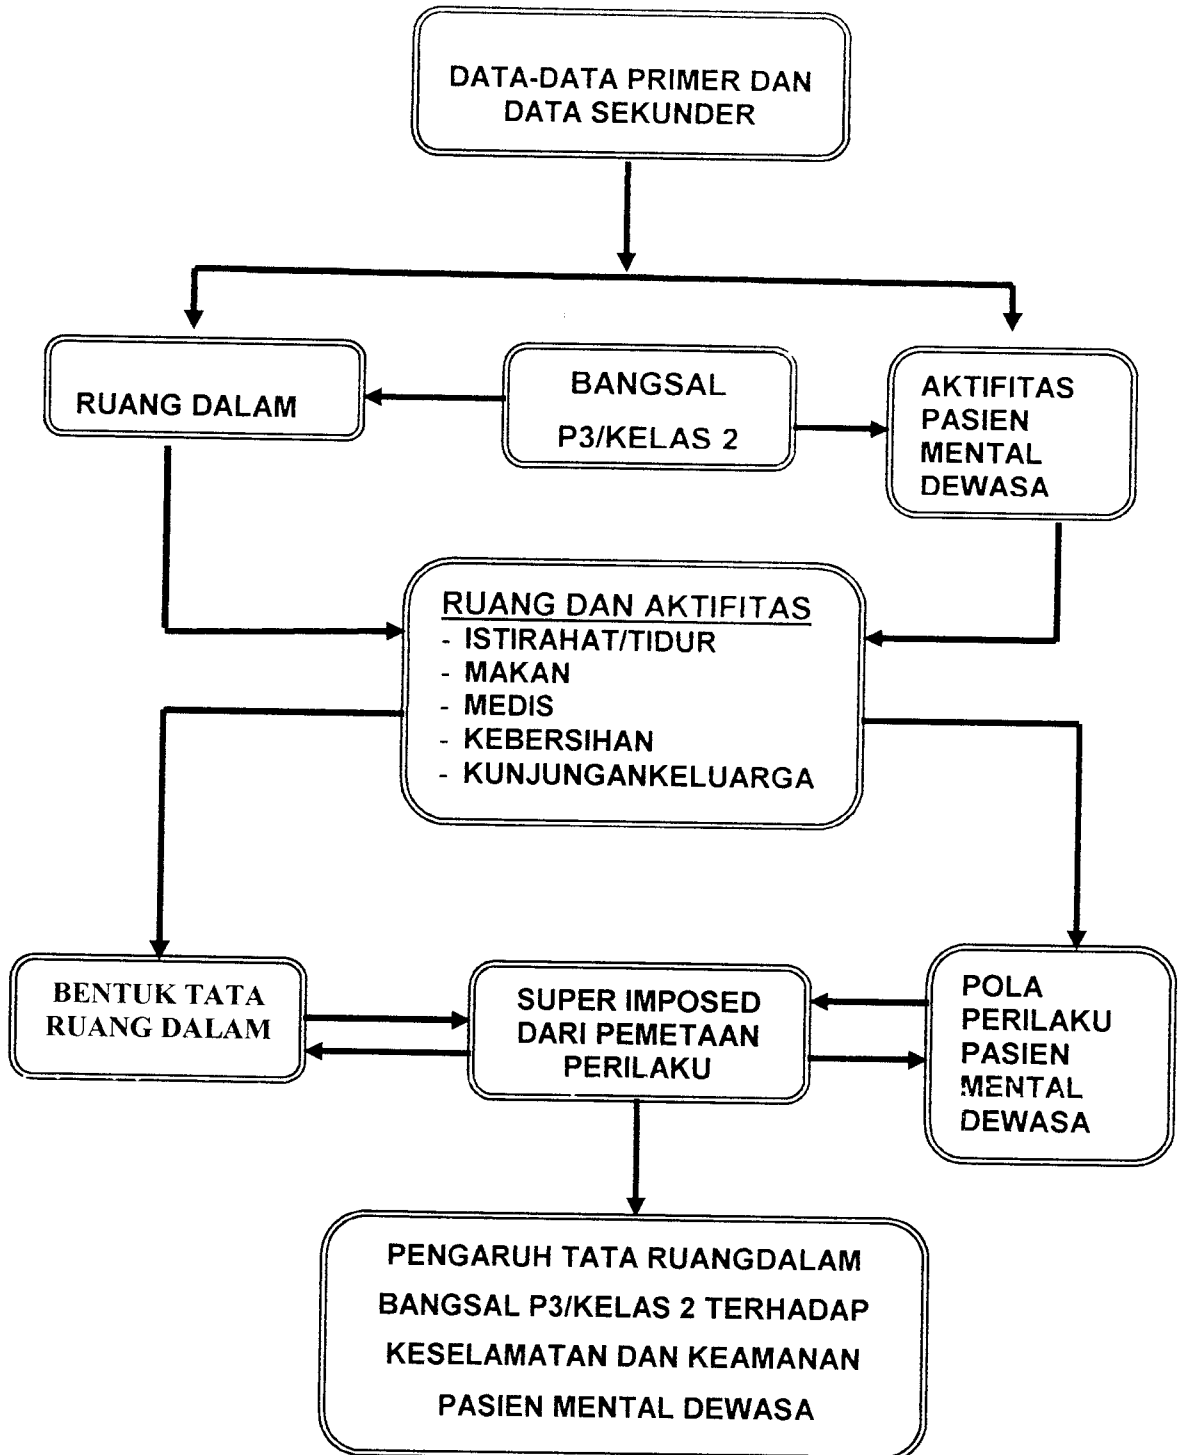 DATA-DATA PRIMER DAN
DATA SEKUNDER
RUANG DALAM
BANGSAL
P3/KELAS 2
AKTIFITAS
PASIEN
MENTAL
DEWASA
RUANG DAN AKTIFITAS
- ISTIRAHAT/TIDUR
- MAKAN
- MEDIS
- KEBERSIHAN
- KUNJUNGANKELUARGA
BENTUK TATA
RUANG DALAM
SUPER IMPOSED
DARI PEMETAAN
PERILAKU
POLA
PERILAKU
PASIEN
MENTAL
DEWASA
PENGARUH TATA RUANGDALAM
BANGSAL P3/KELAS 2 TERHADAP
KESELAMATAN DAN KEAMANAN
PASIEN MENTAL DEWASA